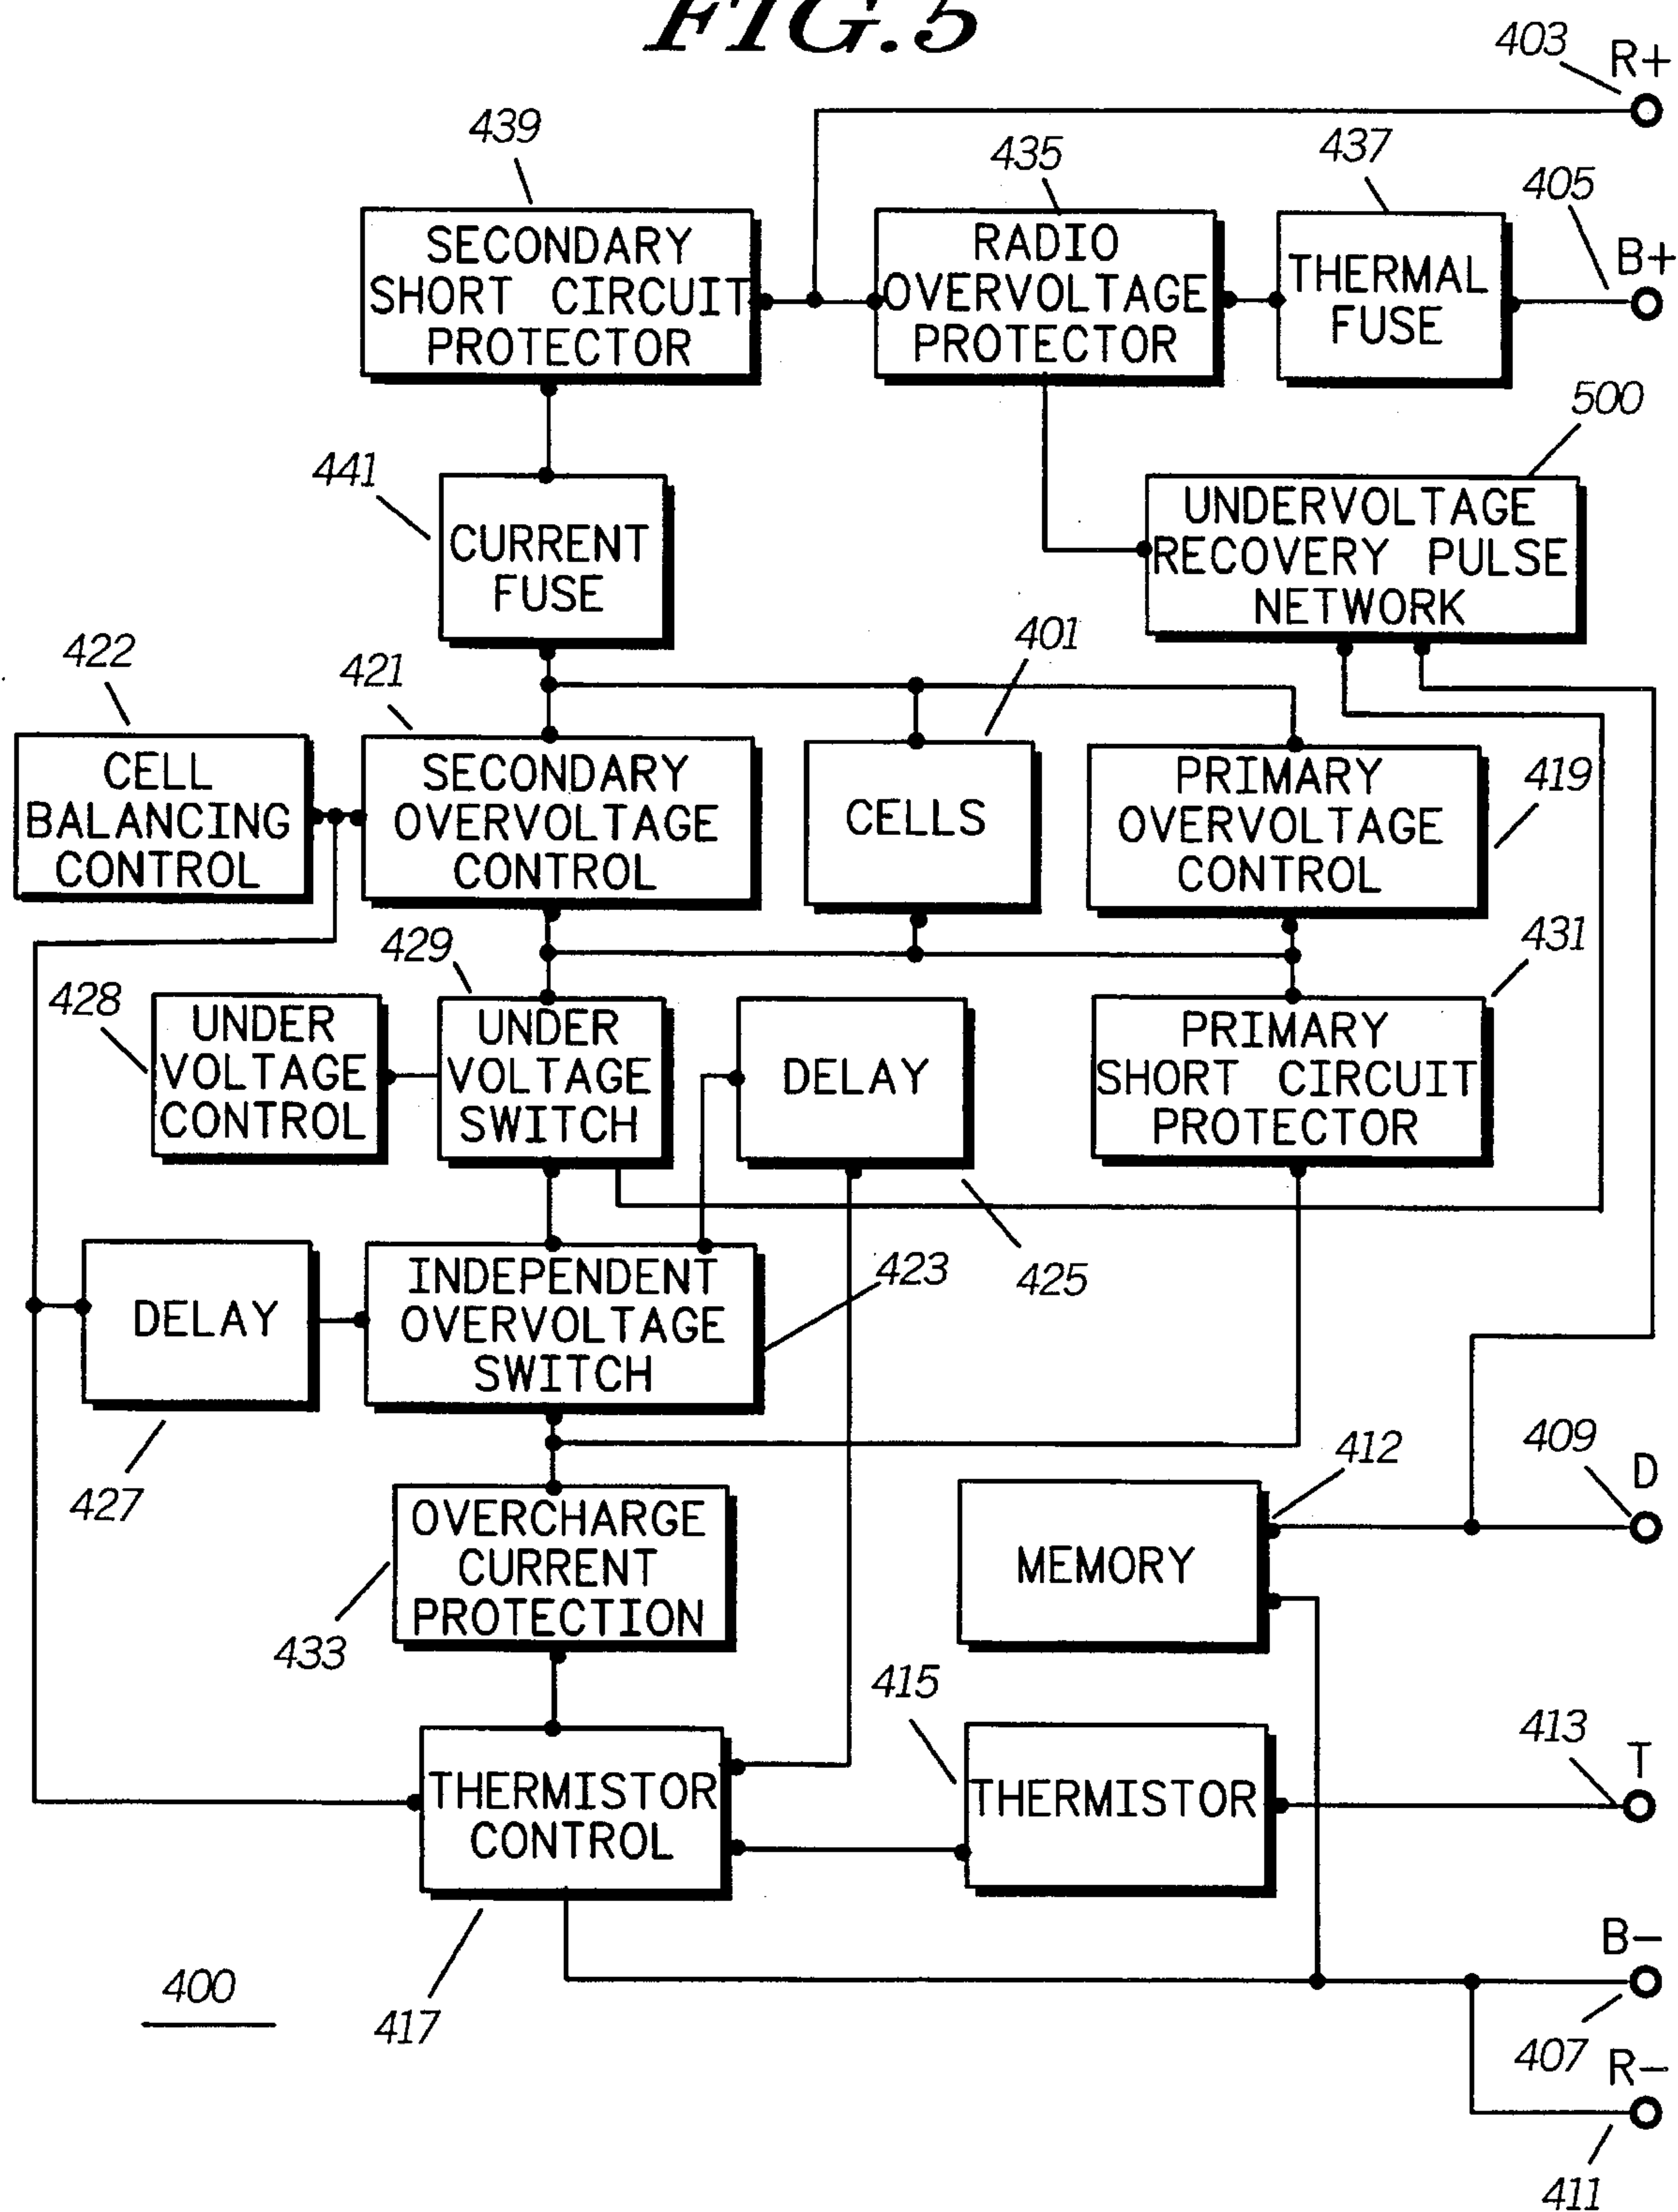 FIG.5
403
R+
439
435
437
405
B+
SECONDARY
SHORT CIRCUIT
PROTECTOR
RADIO
OVERVOLTAGE
PROTECTOR
THERMAL
FUSE
500
441
CURRENT
FUSE
UNDERVOLTAGE
RECOVERY PULSE
NETWORK
422
421
401
CELL
BALANCING
CONTROL
SECONDARY
OVERVOLTAGE
CONTROL
CELLS
PRIMARY
OVERVOLTAGE
CONTROL
419
429
431
428
UNDER
VOLTAGE
CONTROL
UNDER
VOLTAGE
SWITCH
DELAY
PRIMARY
SHORT CIRCUIT
PROTECTOR
DELAY
INDEPENDENT
OVERVOLTAGE
SWITCH
423
425
427
412
409
D
OVERCHARGE
CURRENT
PROTECTION
MEMORY
433
415
413
T
THERMISTOR
CONTROL
THERMISTOR
B-
400
417
407
R-
411